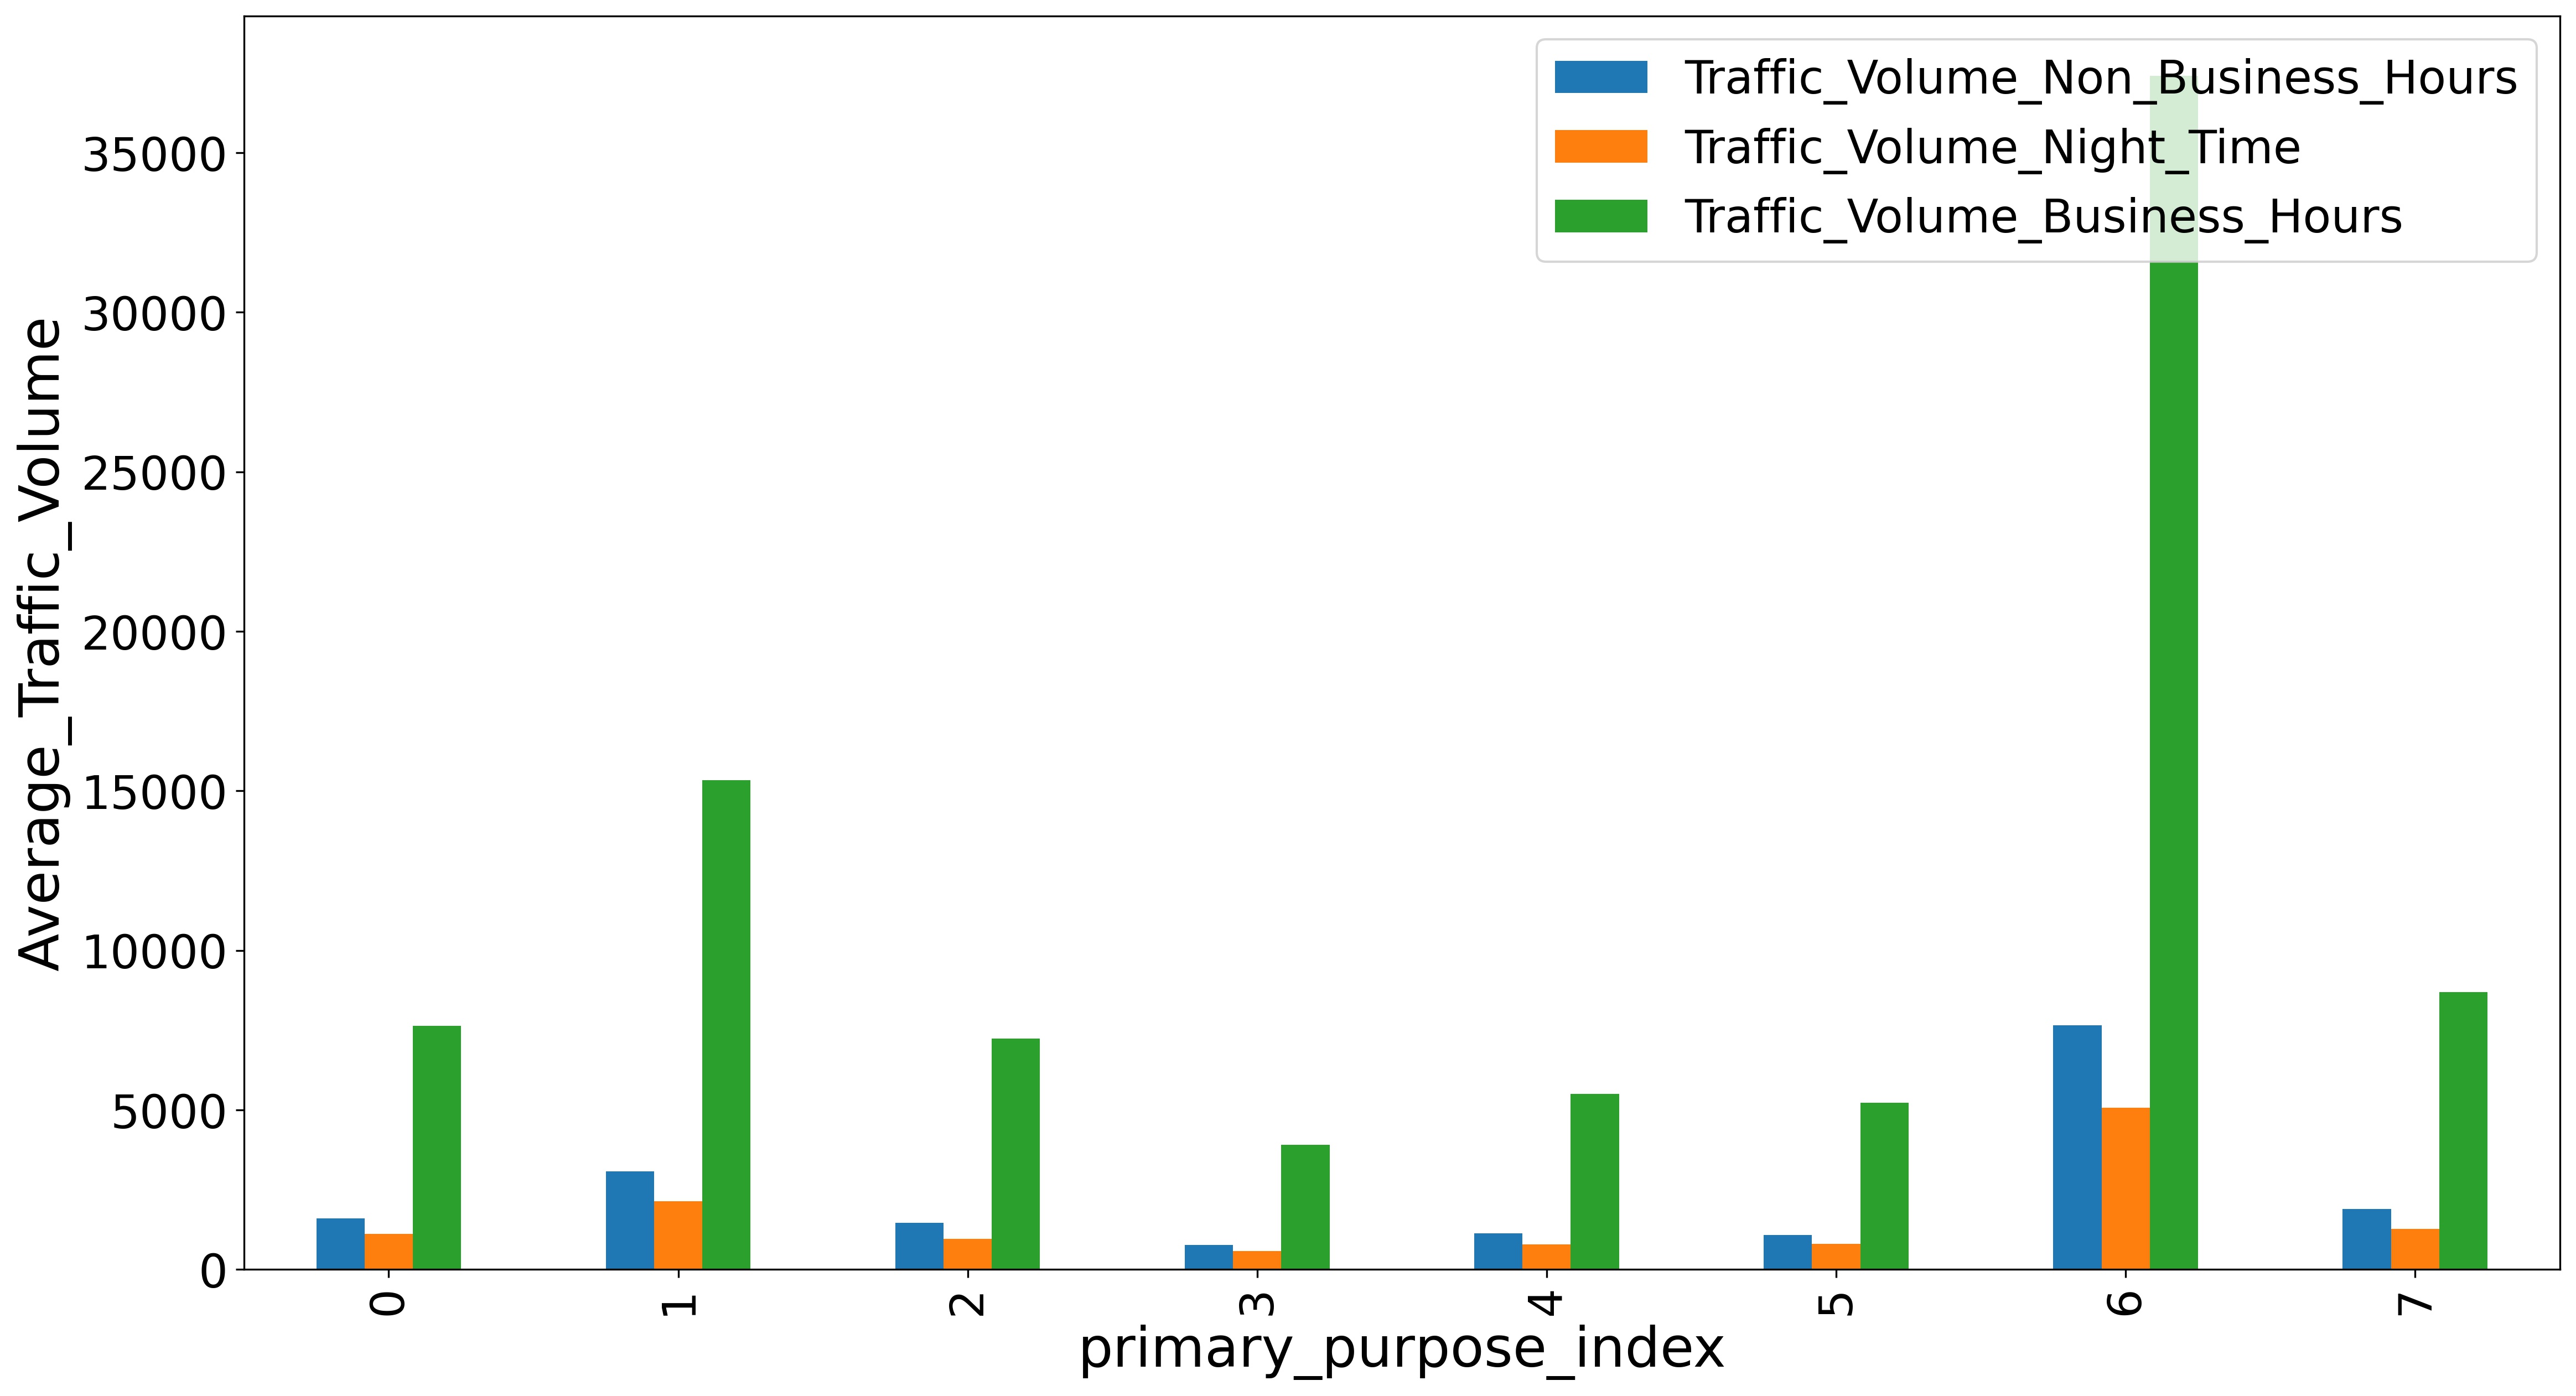 Traffic_Volume_Non_Business_Hours
Traffic_Volume_Night_Time
Traffic_Volume_Business_Hours
Average_Traffic_Volume
35000
30000
25000
20000
15000
10000
5000
0
0 1 2 3 4 5 6 7
primary_purpose_index